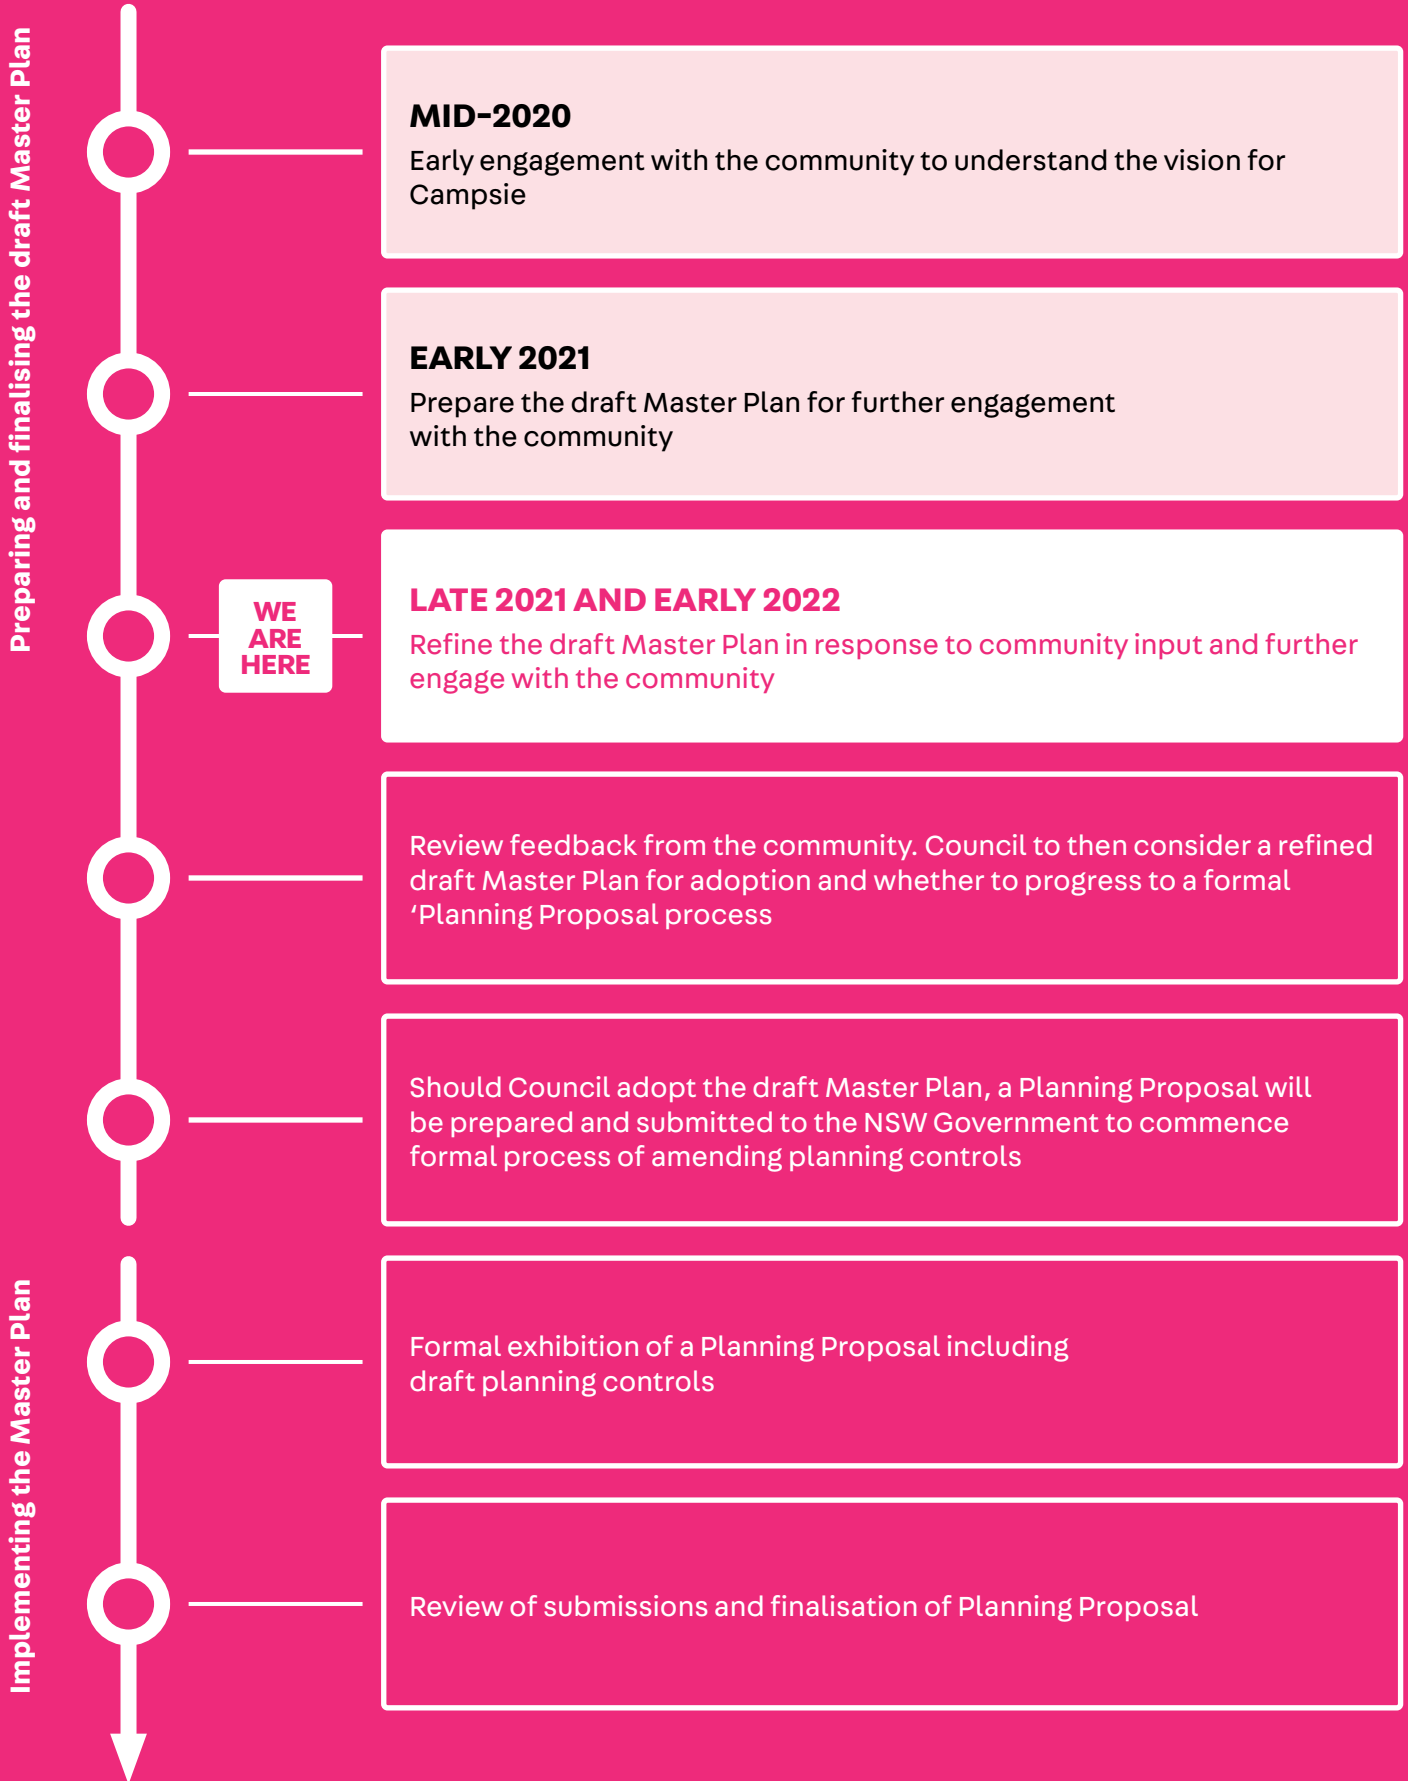 Preparing and finalising the draft Master Plan
MID-2020
Early engagement with the community to understand the vision for
Campsie
EARLY 2021
Prepare the draft Master Plan for further engagement
with the community
WE
ARE
HERE
LATE 2021 AND EARLY 2022
Refine the draft Master Plan in response to community input and further
engage with the community
Review feedback from the community. Council to then consider a refined
draft Master Plan for adoption and whether to progress to a formal
‘Planning Proposal process
Should Council adopt the draft Master Plan, a Planning Proposal will
be prepared and submitted to the NSW Government to commence
formal process of amending planning controls
Implementing the Master Plan
Formal exhibition of a Planning Proposal including
draft planning controls
Review of submissions and finalisation of Planning Proposal